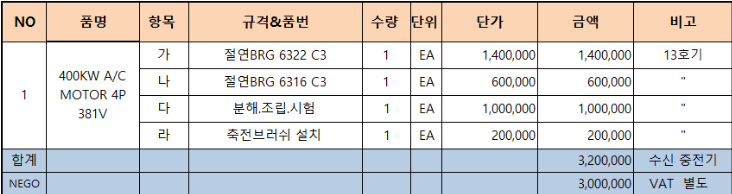 NO 품명 항목 규격&품번 수량 단위 단가 금액 비고
1 400KW A/C MOTOR 4P 381V 가 절연BRG 6322 C3 1 EA 1,400,000 1,400,000 13호기
나 절연BRG 6316 C3 1 EA 600,000 600,000 "
다 분해.조립.시험 1 EA 1,000,000 1,000,000 "
라 축전브러쉬 설치 1 EA 200,000 200,000 "
합계 3,200,000 수신 중전기
NEGO 3,000,000 VAT 별도